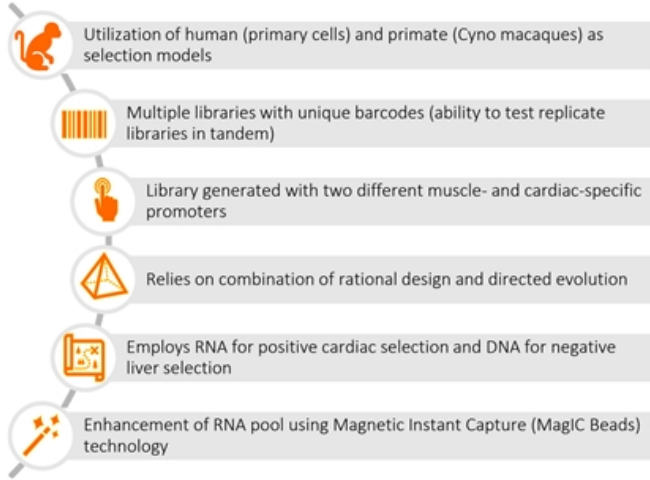 Utilization of human (primary cells) and primate (Cyno macaques) as
selection models
Multiple libraries with unique barcodes (ability to test replicate
libraries in tandem)
Library generated with two different muscle- and cardiac-specific
promoters
Relies on combination of rational design and directed evolution
Employs RNA for positive cardiac selection and DNA for negative
liver selection
Enhancement of RNA pool using Magnetic Instant Capture (MagIC Beads)
technology